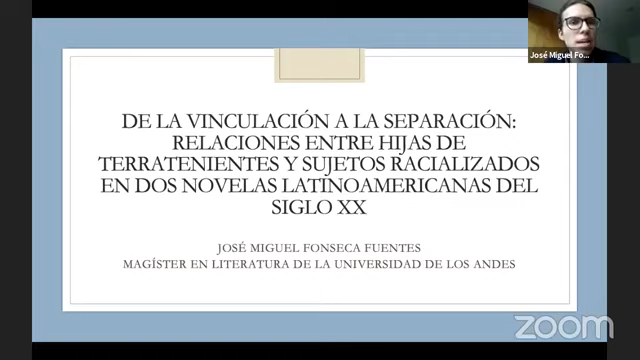 José Miguel Fo...
DE LA VINCULACIÓN A LA SEPARACIÓN:
RELACIONES ENTRE HIJAS DE
TERRATENIENTES Y SUJETOS RACIALIZADOS
EN DOS NOVELAS LATINOAMERICANAS DEL
SIGLO XX
JOSÉ MIGUEL FONSECA FUENTES
MAGÍSTER EN LITERATURA DE LA UNIVERSIDAD DE LOS ANDES
zoom